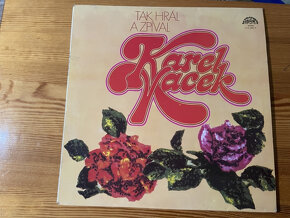 TAK HRÁL
A ZPÍVAL
Karel
Vacek